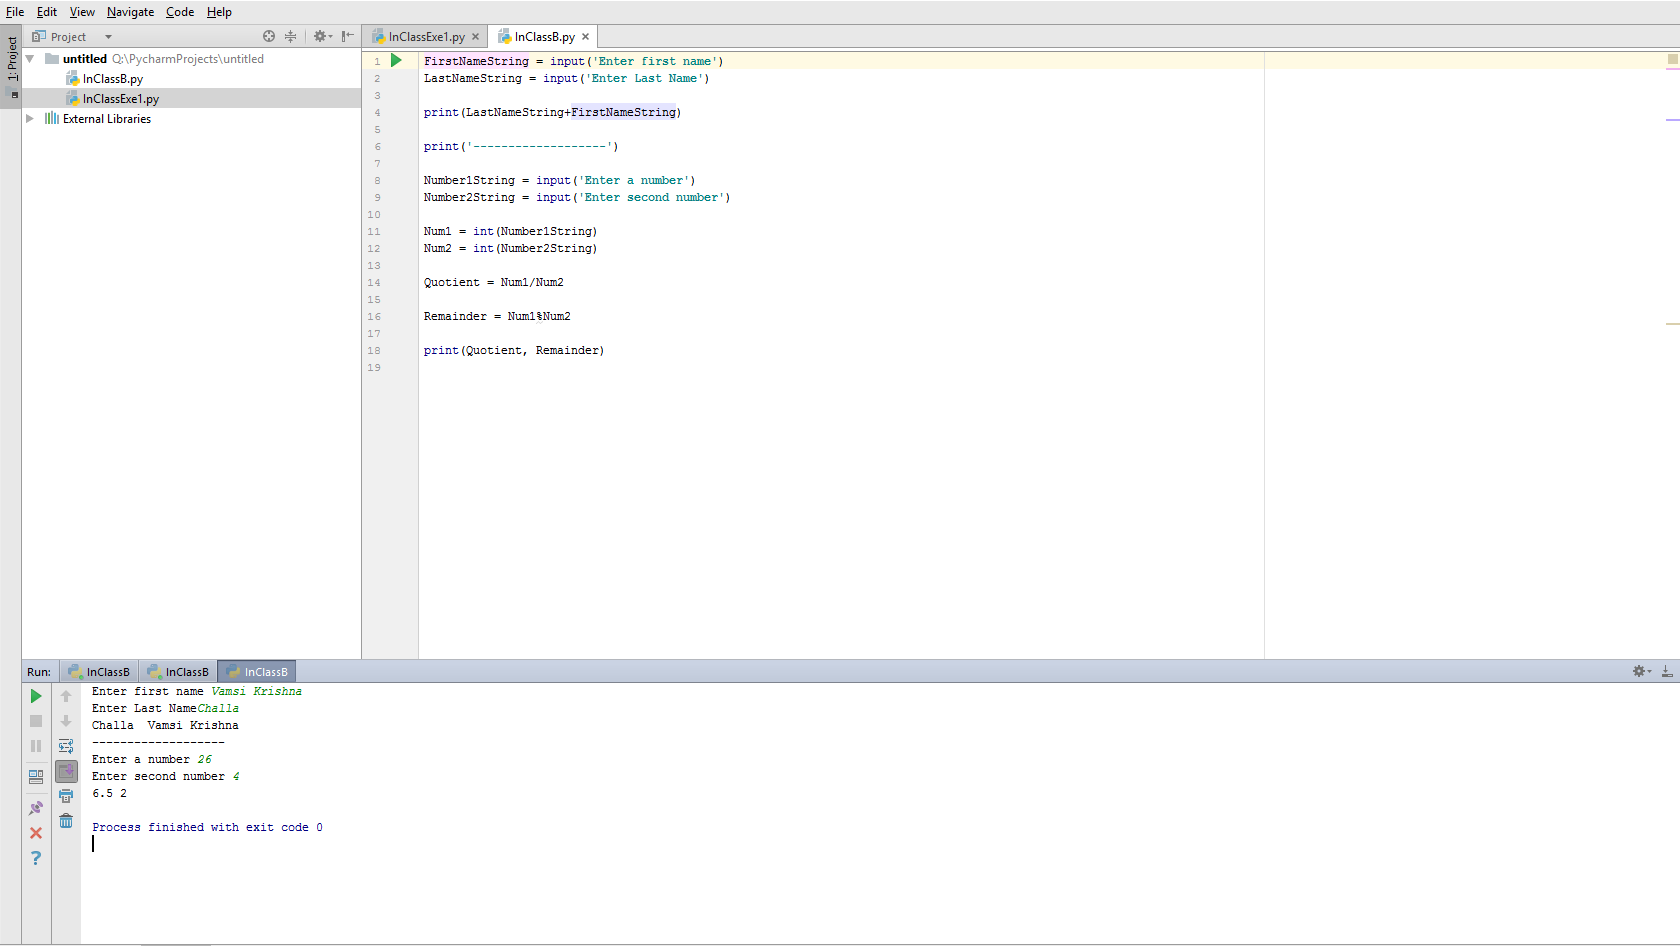 File Edit View Navigate Code Help
1: Project
Project
untitled Q:\PycharmProjects\untitled
InClassB.py
InClassExe1.py
External Libraries
InClassExe1.py InClassB.py
1 FirstNameString = input('Enter first name')
2 LastNameString = input('Enter Last Name')
3
4 print(LastNameString+FirstNameString)
5
6 print('-------------------')
7
8 Number1String = input('Enter a number')
9 Number2String = input('Enter second number')
10
11 Num1 = int(Number1String)
12 Num2 = int(Number2String)
13
14 Quotient = Num1/Num2
15
16 Remainder = Num1%Num2
17
18 print(Quotient, Remainder)
19
Run: InClassB InClassB InClassB
Enter first name Vamsi Krishna
Enter Last NameChalla
Challa  Vamsi Krishna
-------------------
Enter a number 26
Enter second number 4
6.5 2
Process finished with exit code 0